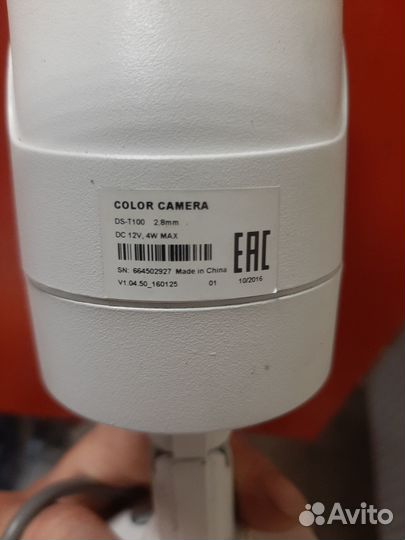 COLOR CAMERA
DS-T100 2.8mm
DC 12V, 4W MAX
SN: 664502927 Made in China
V1.04.50_160125 01
EAC
10/2016
Avito